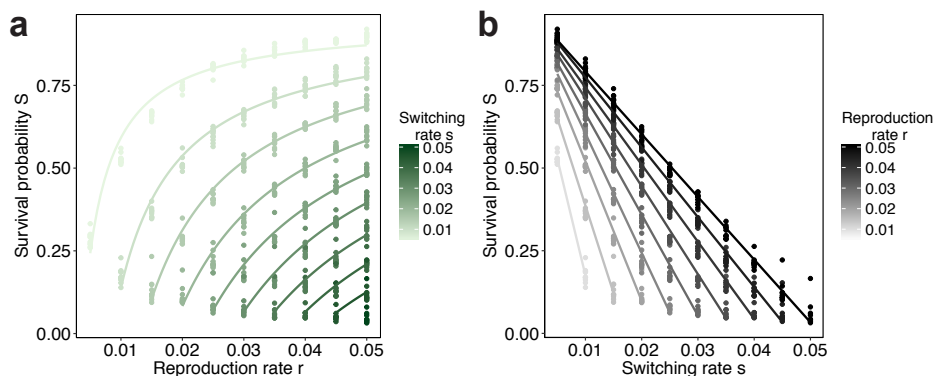 a
Survival probability S
0.75
0.50
0.25
0.00
0.01 0.02 0.03 0.04 0.05
Reproduction rate r
Switching
rate s
0.05
0.04
0.03
0.02
0.01
b
Survival probability S
0.75
0.50
0.25
0.00
0.01 0.02 0.03 0.04 0.05
Switching rate s
Reproduction
rate r
0.05
0.04
0.03
0.02
0.01